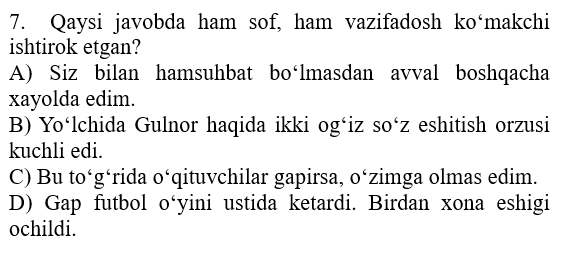 7. Qaysi javobda ham sof, ham vazifadosh ko‘makchi
ishtirok etgan?
A) Siz bilan hamsuhbat bo‘lmasdan avval boshqacha
xayolda edim.
B) Yo‘lchida Gulnor haqida ikki og‘iz so‘z eshitish orzusi
kuchli edi.
C) Bu to‘g‘rida o‘qituvchilar gapirsa, o‘zimga olmas edim.
D) Gap futbol o‘yini ustida ketardi. Birdan xona eshigi
ochildi.